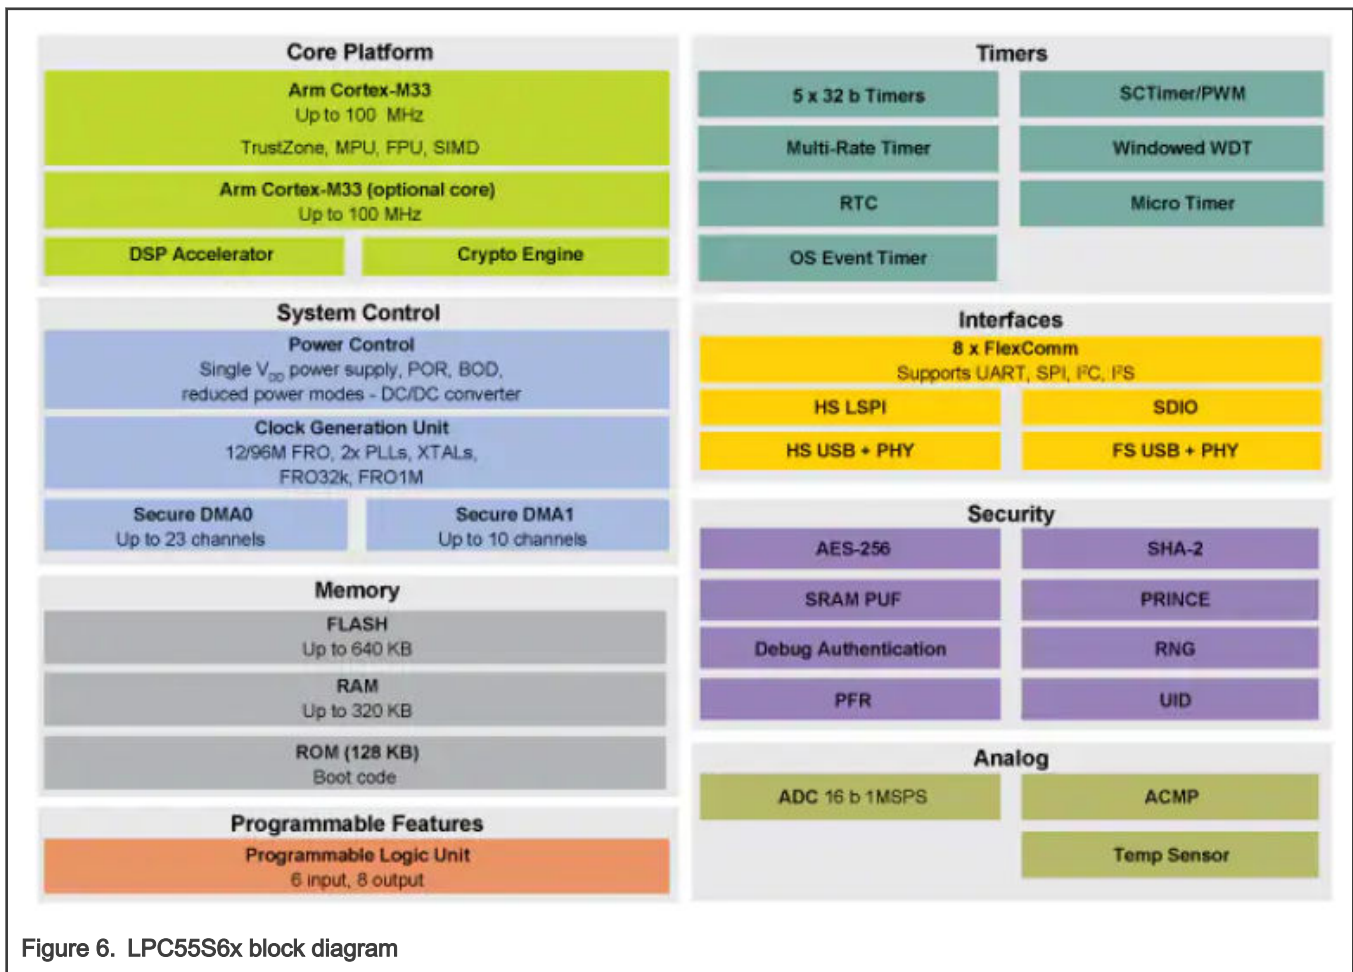 Core Platform
Arm Cortex-M33
Up to 100 MHz
TrustZone, MPU, FPU, SIMD
Arm Cortex-M33 (optional core)
Up to 100 MHz
DSP Accelerator
Crypto Engine
System Control
Power Control
Single VDD power supply, POR, BOD,
reduced power modes - DC/DC converter
Clock Generation Unit
12/96M FRO, 2x PLLs, XTALs,
FRO32k, FRO1M
Secure DMA0
Up to 23 channels
Secure DMA1
Up to 10 channels
Memory
FLASH
Up to 640 KB
RAM
Up to 320 KB
ROM (128 KB)
Boot code
Programmable Features
Programmable Logic Unit
6 input, 8 output
Timers
5 x 32 b Timers
SCTimer/PWM
Multi-Rate Timer
Windowed WDT
RTC
Micro Timer
OS Event Timer
Interfaces
8 x FlexComm
Supports UART, SPI, I²C, I²S
HS LSPI
SDIO
HS USB + PHY
FS USB + PHY
Security
AES-256
SHA-2
SRAM PUF
PRINCE
Debug Authentication
RNG
PFR
UID
Analog
ADC 16 b 1MSPS
ACMP
Temp Sensor
Figure 6. LPC55S6x block diagram